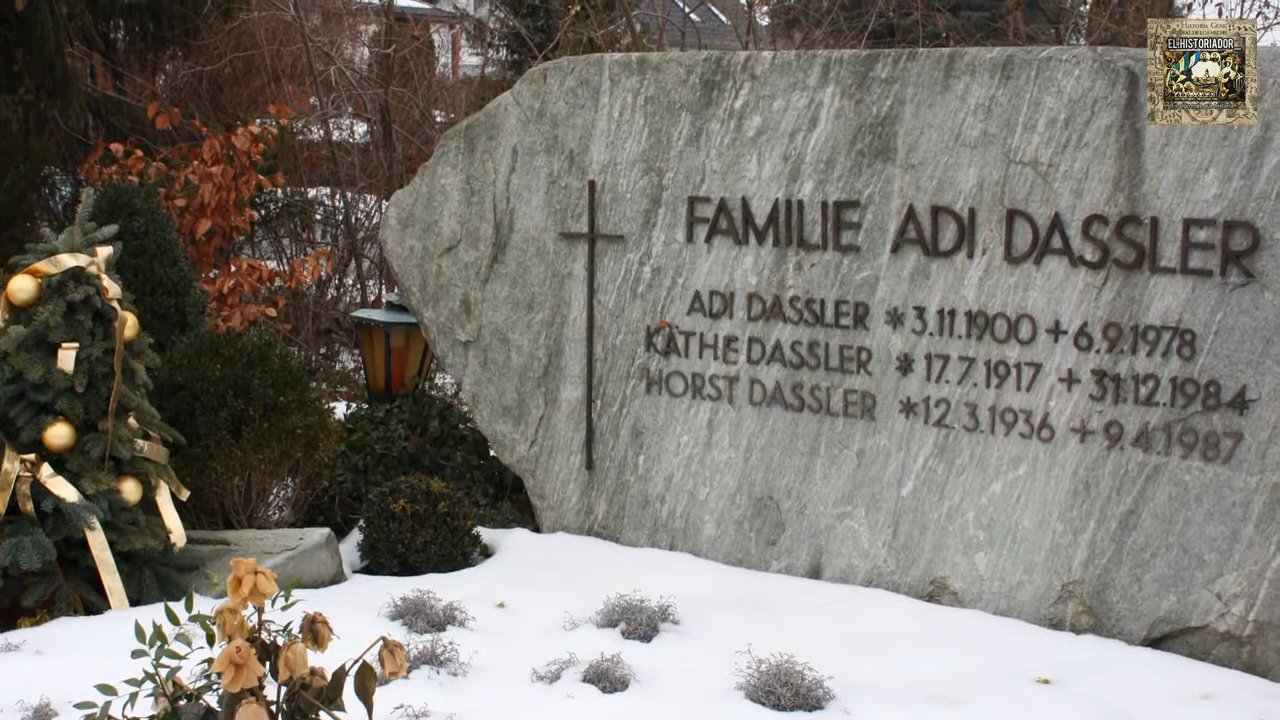 EL HISTORIADOR
FAMILIE ADI DASSLER
ADI DASSLER *3.11.1900 +6.9.1978
KÄTHE DASSLER *17.7.1917 +31.12.1984
HORST DASSLER *12.3.1936 +9.4.1987